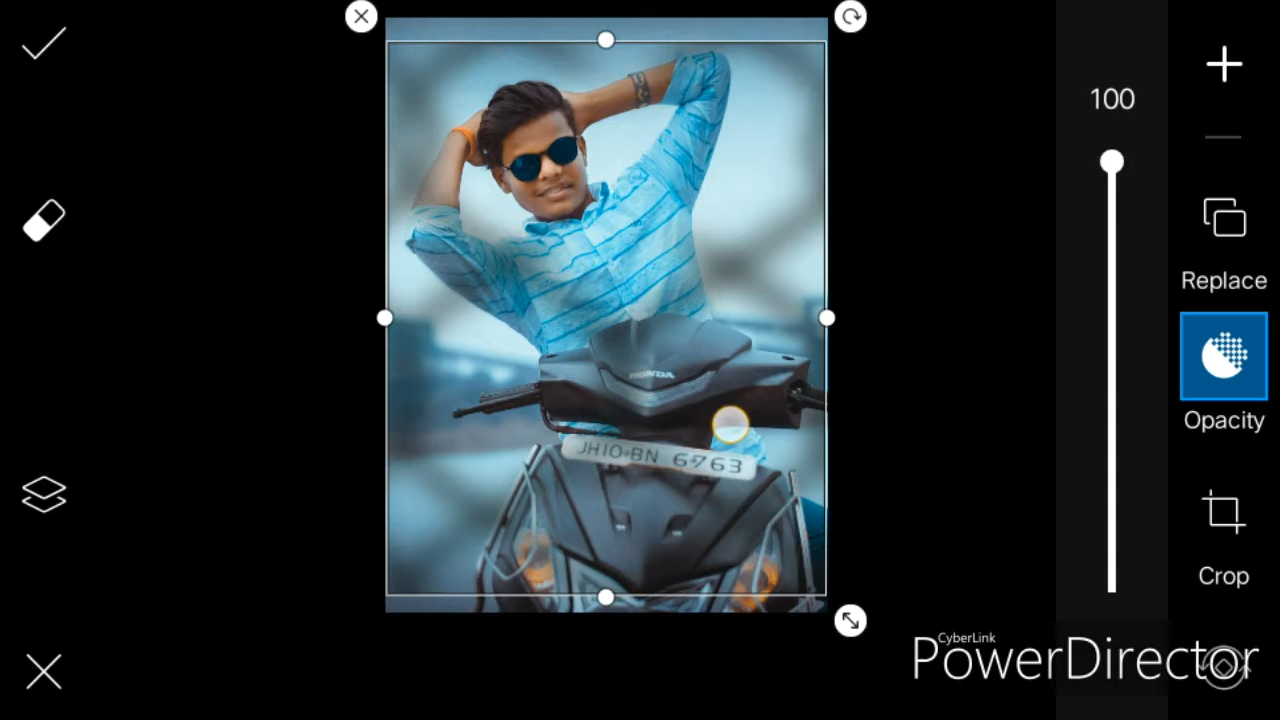 100
Replace
Opacity
Crop
HONDA
JH10-BN 6763
CyberLink
PowerDirector